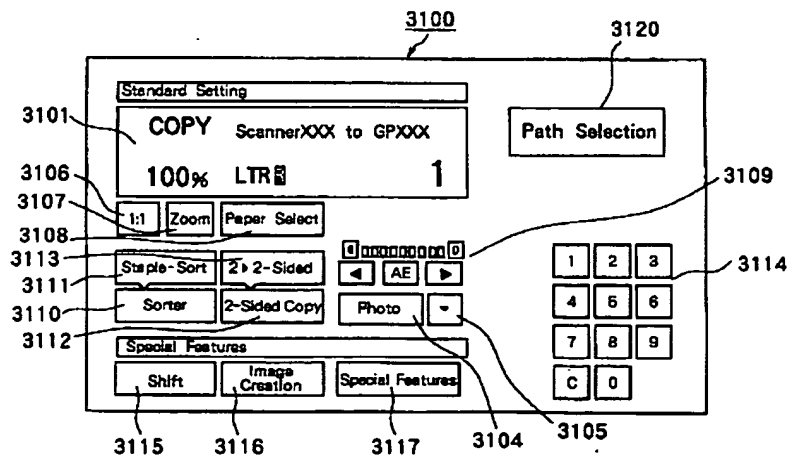 3100
3120
Standard Setting
3101
COPY ScannerXXX to GPXXX
Path Selection
100% LTR
1
3106
3107
3108
1:1 Zoom Paper Select
3109
3113
3111
Staple-Sort 2▶2-Sided
◀ AE ▶
1 2 3
3114
3110
Sorter 2-Sided Copy
Photo
4 5 6
3112
Special Features
7 8 9
Shift Image Creation Special Features
C 0
3115 3116 3117 3104 3105